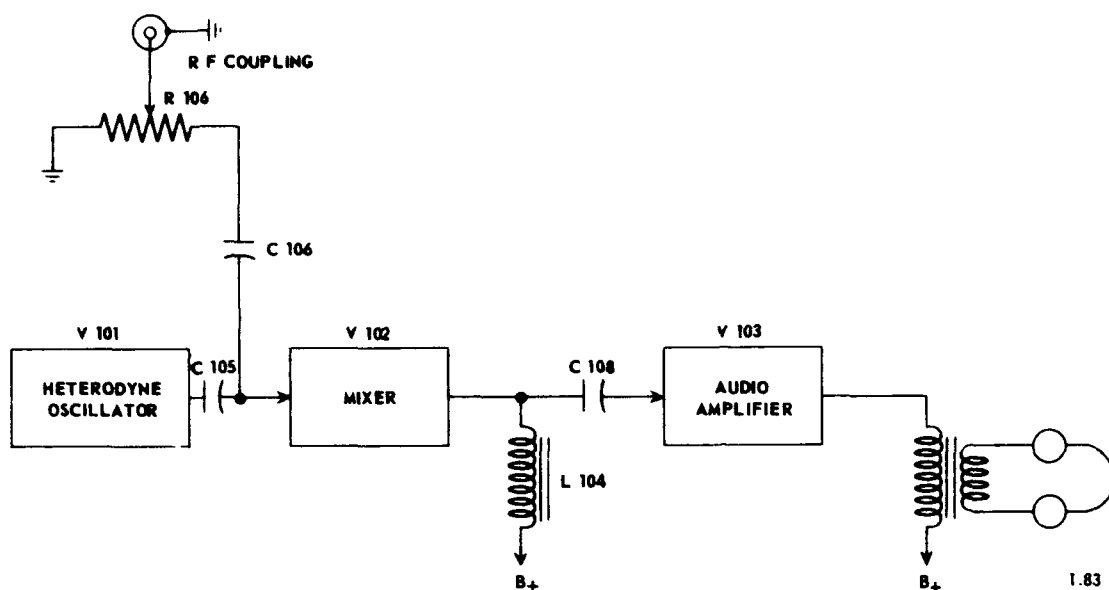 R F COUPLING
R 106
C 106
V 101
V 102
V 103
C 105
C 108
HETERODYNE
OSCILLATOR
MIXER
AUDIO
AMPLIFIER
L 104
B+
B+
1.83